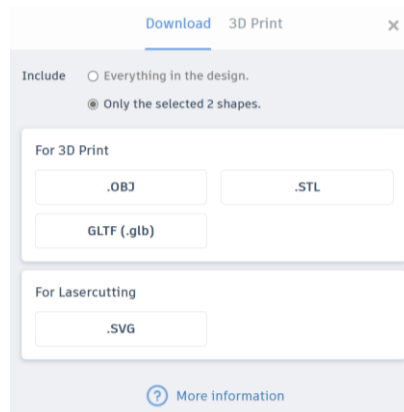 Download 3D Print ×
Include Everything in the design.
Only the selected 2 shapes.
For 3D Print
.OBJ .STL
GLTF (.glb)
For Lasercutting
.SVG
? More information